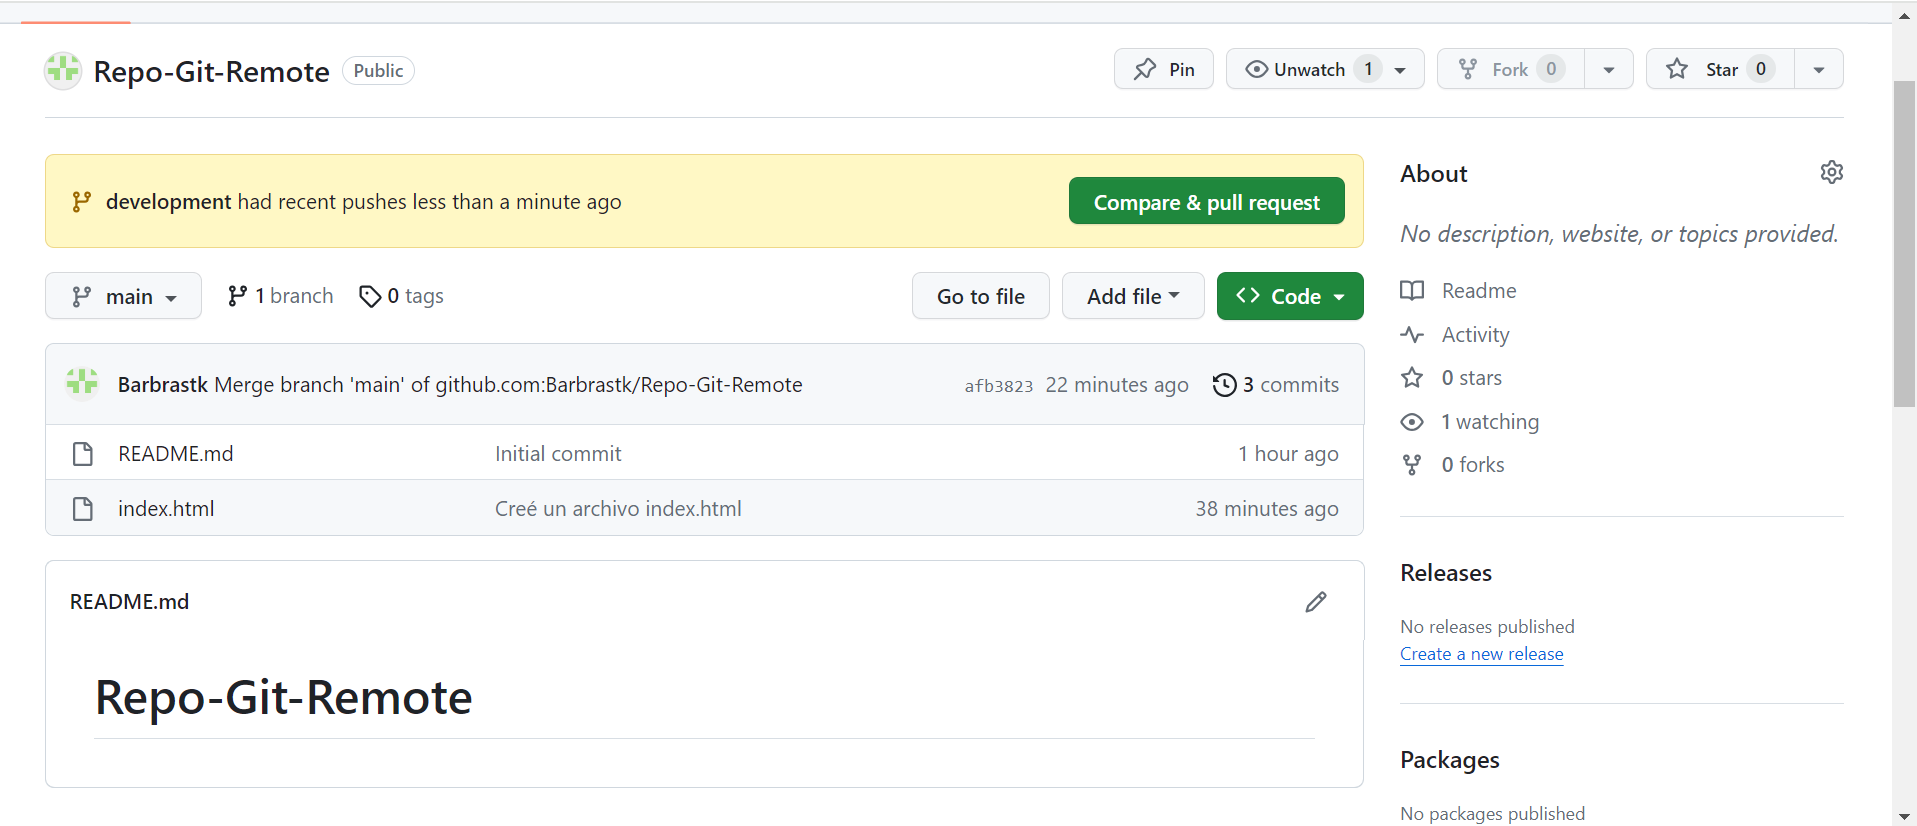 Repo-Git-Remote Public Pin Unwatch 1 Fork 0 Star 0
development had recent pushes less than a minute ago Compare & pull request
main 1 branch 0 tags Go to file Add file Code
Barbrastk Merge branch 'main' of github.com:Barbrastk/Repo-Git-Remote afb3823 22 minutes ago 3 commits
README.md Initial commit 1 hour ago
index.html Creé un archivo index.html 38 minutes ago
README.md
Repo-Git-Remote
About
No description, website, or topics provided.
Readme
Activity
0 stars
1 watching
0 forks
Releases
No releases published
Create a new release
Packages
No packages published